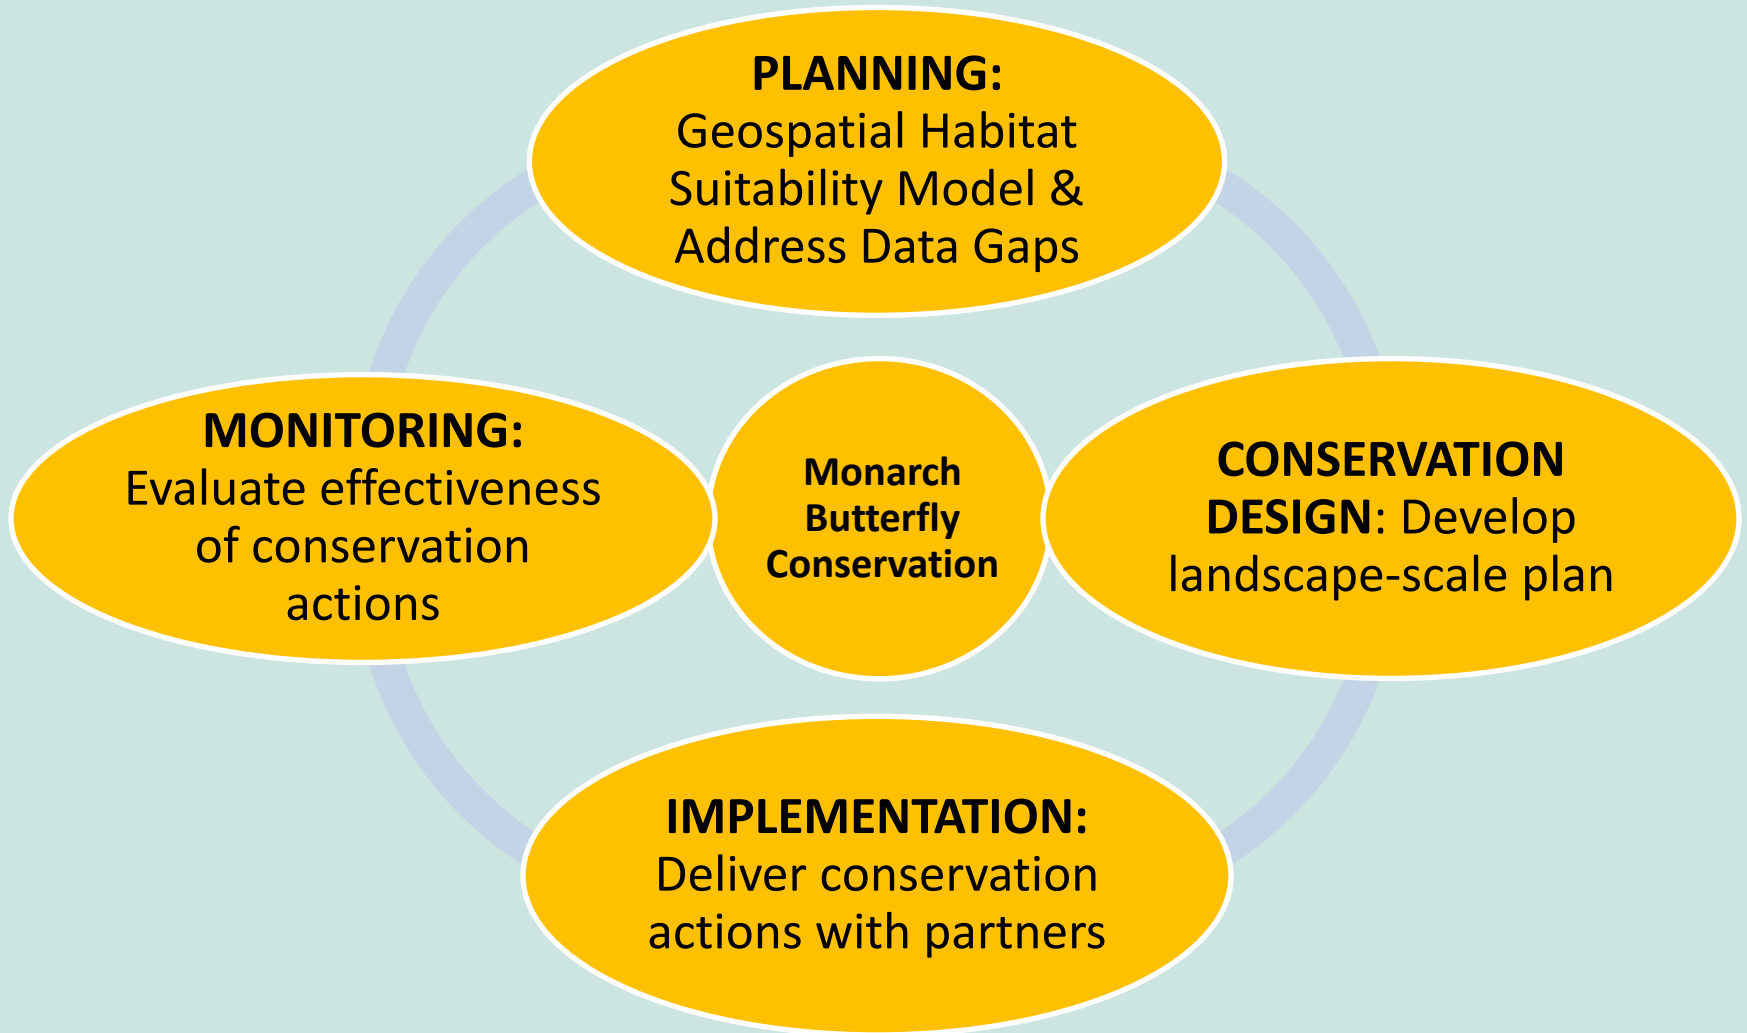 PLANNING:
Geospatial Habitat
Suitability Model &
Address Data Gaps
MONITORING:
Evaluate effectiveness
of conservation
actions
Monarch
Butterfly
Conservation
CONSERVATION
DESIGN: Develop
landscape-scale plan
IMPLEMENTATION:
Deliver conservation
actions with partners